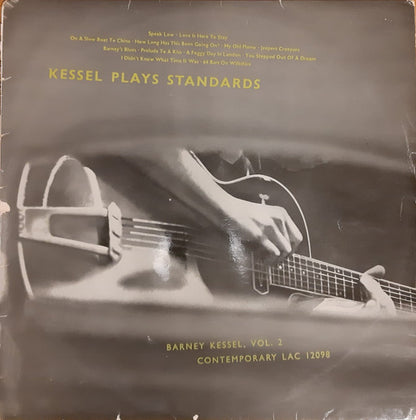 Speak Low · Love Is Here To Stay
On A Slow Boat To China · How Long Has This Been Going On? · My Old Flame · Jeepers Creepers
Barney's Blues · Prelude To A Kiss · A Foggy Day In London · You Stepped Out Of A Dream
I Didn't Know What Time It Was · 64 Bars On Wilshire
KESSEL PLAYS STANDARDS
BARNEY KESSEL, VOL. 2
CONTEMPORARY LAC 12098